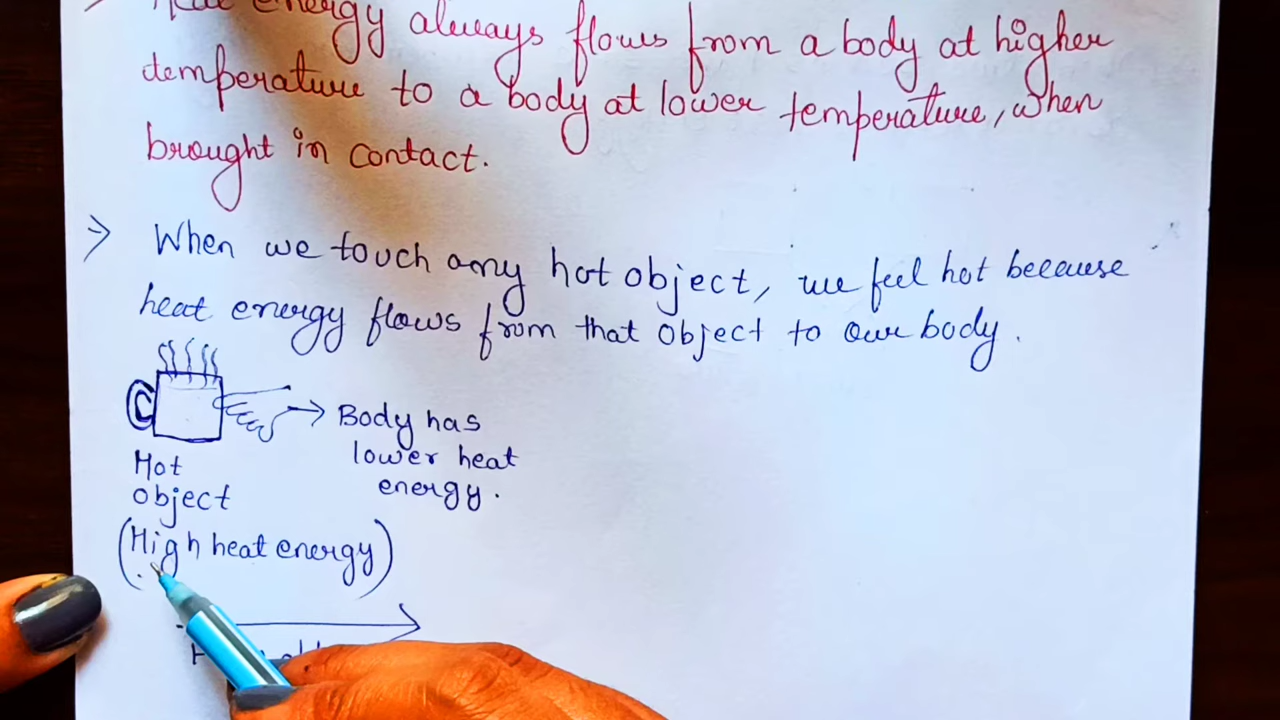 energy always flows from a body at higher
temperature to a body at lower temperature, when
brought in contact.
> When we touch any hot object, we feel hot because
heat energy flows from that object to our body.
→ Body has
lower heat
energy.
Hot
object
(High heat energy)